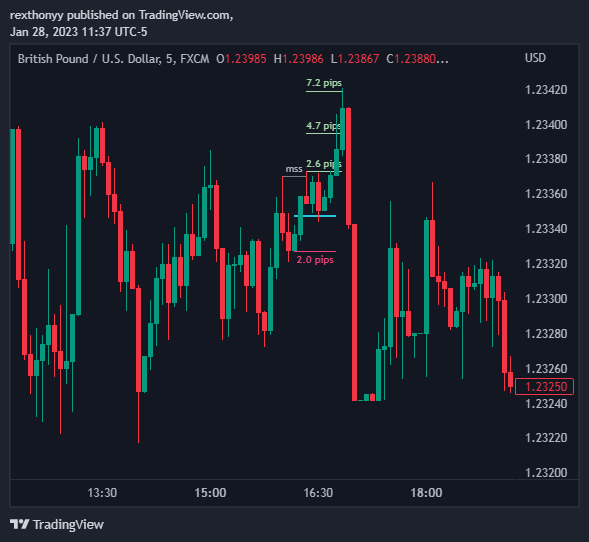 rexthonyy published on TradingView.com,
Jan 28, 2023 11:37 UTC-5
British Pound / U.S. Dollar, 5, FXCM O1.23985 H1.23986 L1.23867 C1.23880...
USD
7.2 pips
1.23420
4.7 pips
1.23400
2.6 pips
1.23380
mss
1.23360
1.23340
2.0 pips
1.23320
1.23300
1.23280
1.23260
1.23250
1.23240
1.23220
1.23200
13:30 15:00 16:30 18:00
TradingView